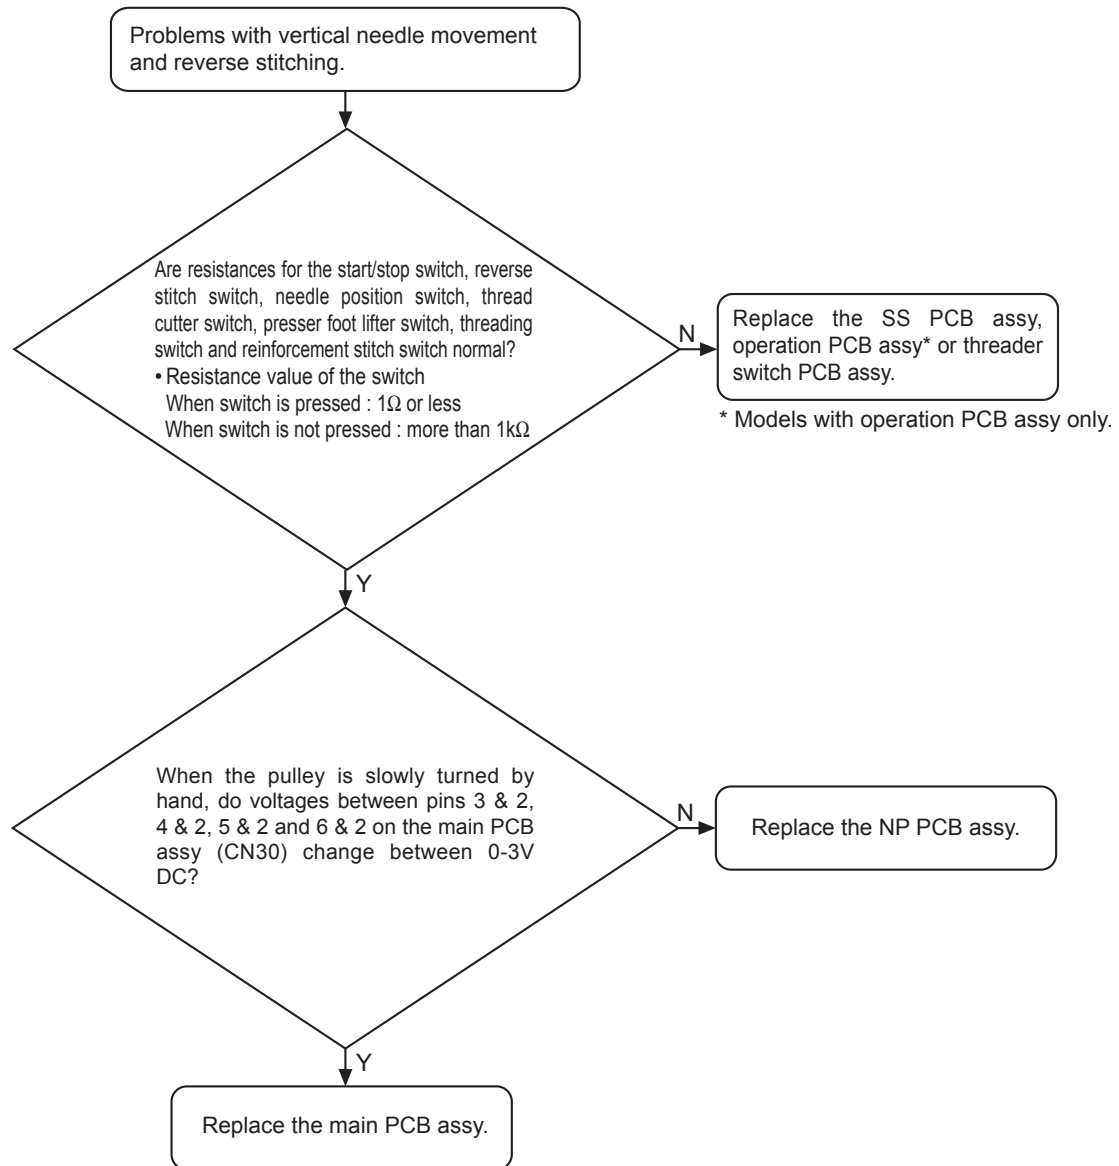 Problems with vertical needle movement
and reverse stitching.
Are resistances for the start/stop switch, reverse
stitch switch, needle position switch, thread
cutter switch, presser foot lifter switch, threading
switch and reinforcement stitch switch normal?
• Resistance value of the switch
When switch is pressed : 1Ω or less
When switch is not pressed : more than 1kΩ
N
Replace the SS PCB assy,
operation PCB assy* or threader
switch PCB assy.
* Models with operation PCB assy only.
Y
When the pulley is slowly turned by
hand, do voltages between pins 3 & 2,
4 & 2, 5 & 2 and 6 & 2 on the main PCB
assy (CN30) change between 0-3V
DC?
N
Replace the NP PCB assy.
Y
Replace the main PCB assy.